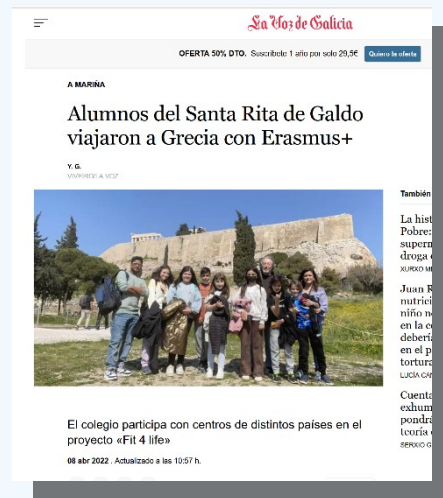 La Voz de Galicia
OFERTA 50% DTO. Suscríbete 1 año por solo 29,5€ Quiero la oferta
A MARIÑA
Alumnos del Santa Rita de Galdo
viajaron a Grecia con Erasmus+
Y. G.
VIVEIRO / LA VOZ
También
La hist
Pobre:
supern
droga
XURXO M
Juan R
nutrici
niño n
en la c
deberí
en el p
tortura
LUCÍA CA
Cuenta
exhum
pondrá
teoría
SERXIO G
El colegio participa con centros de distintos países en el
proyecto «Fit 4 life»
08 abr 2022 . Actualizado a las 10:57 h.